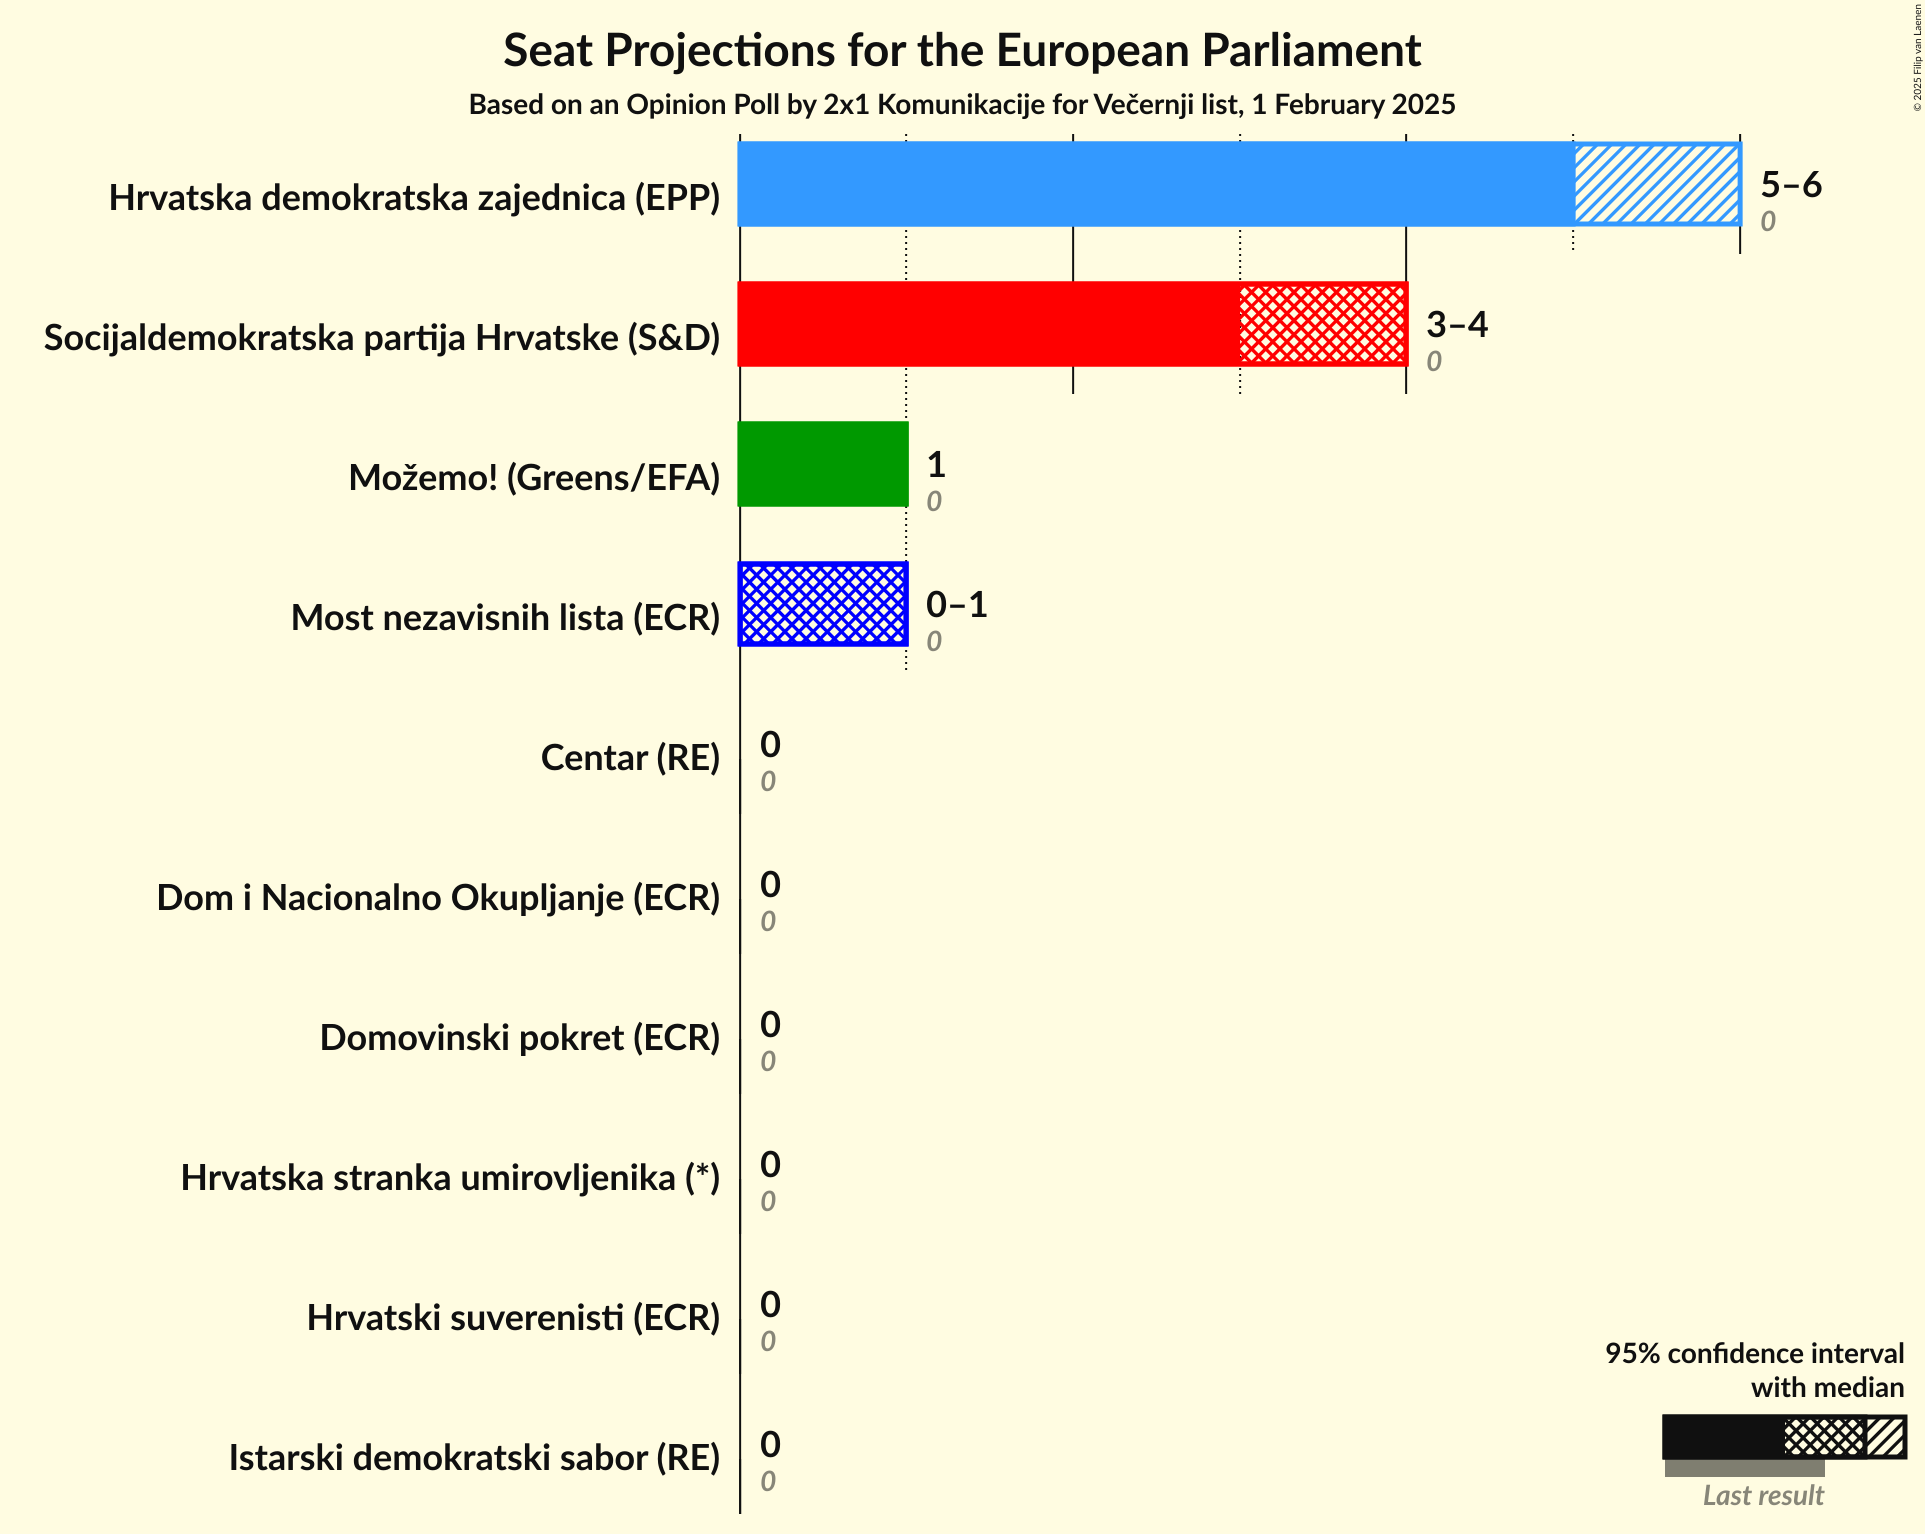 Seat Projections for the European Parliament
Based on an Opinion Poll by 2x1 Komunikacije for Večernji list, 1 February 2025
© 2025 Filip van Laenen
Hrvatska demokratska zajednica (EPP)
5–6
0
Socijaldemokratska partija Hrvatske (S&D)
3–4
0
Možemo! (Greens/EFA)
1
0
Most nezavisnih lista (ECR)
0–1
0
Centar (RE)
0
0
Dom i Nacionalno Okupljanje (ECR)
0
0
Domovinski pokret (ECR)
0
0
Hrvatska stranka umirovljenika (*)
0
0
Hrvatski suverenisti (ECR)
0
0
Istarski demokratski sabor (RE)
0
0
95% confidence interval
with median
Last result